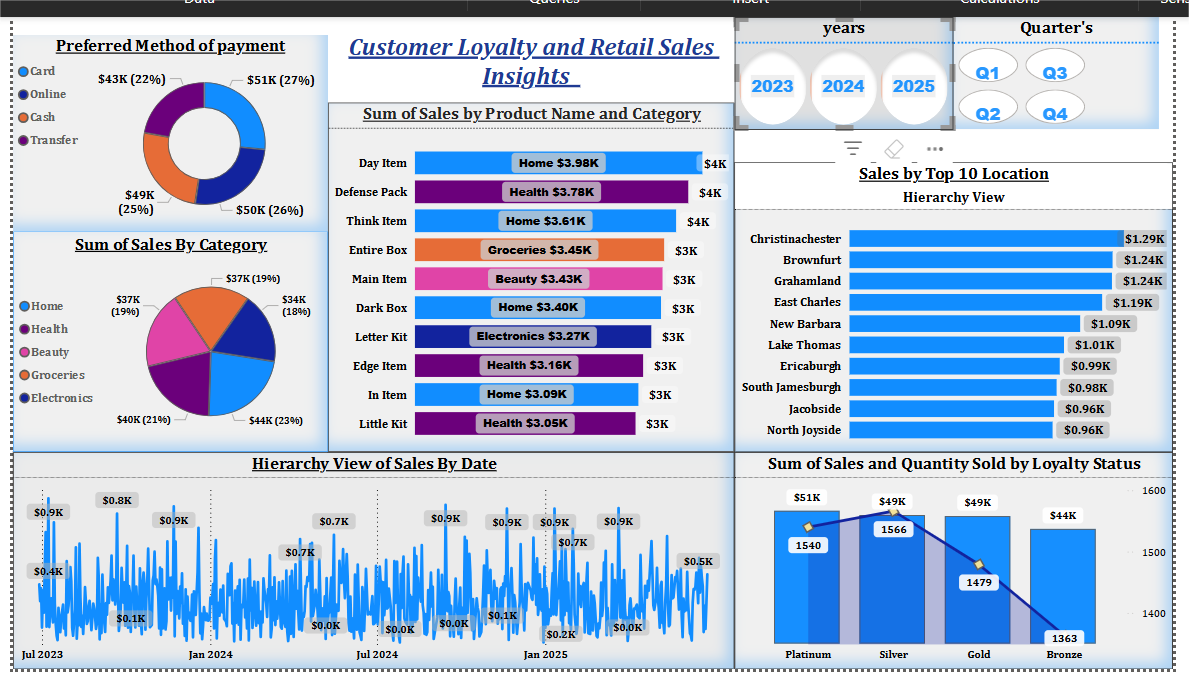 Data
Queries
Insert
Calculations
Preferred Method of payment
Card
Online
Cash
Transfer
$43K (22%)
$51K (27%)
$49K
(25%)
$50K (26%)
Customer Loyalty and Retail Sales
Insights
years
2023
2024
2025
Quarter's
Q1
Q3
Q2
Q4
Sum of Sales by Product Name and Category
Day Item
Home $3.98K
$4K
Defense Pack
Health $3.78K
$4K
Think Item
Home $3.61K
$4K
Entire Box
Groceries $3.45K
$3K
Main Item
Beauty $3.43K
$3K
Dark Box
Home $3.40K
$3K
Letter Kit
Electronics $3.27K
$3K
Edge Item
Health $3.16K
$3K
In Item
Home $3.09K
$3K
Little Kit
Health $3.05K
$3K
Sum of Sales By Category
Home
Health
Beauty
Groceries
Electronics
$37K (19%)
$37K
(19%)
$34K
(18%)
$40K (21%)
$44K (23%)
Sales by Top 10 Location
Hierarchy View
Christinachester
$1.29K
Brownfurt
$1.24K
Grahamland
$1.24K
East Charles
$1.19K
New Barbara
$1.09K
Lake Thomas
$1.01K
Ericaburgh
$0.99K
South Jamesburgh
$0.98K
Jacobside
$0.96K
North Joyside
$0.96K
Hierarchy View of Sales By Date
$0.9K
$0.8K
$0.9K
$0.7K
$0.7K
$0.9K
$0.9K
$0.9K
$0.7K
$0.9K
$0.5K
$0.4K
$0.1K
$0.0K
$0.0K
$0.0K
$0.1K
$0.2K
$0.0K
Jul 2023
Jan 2024
Jul 2024
Jan 2025
Sum of Sales and Quantity Sold by Loyalty Status
$51K
$49K
$49K
$44K
1540
1566
1479
1363
1600
1500
1400
Platinum
Silver
Gold
Bronze